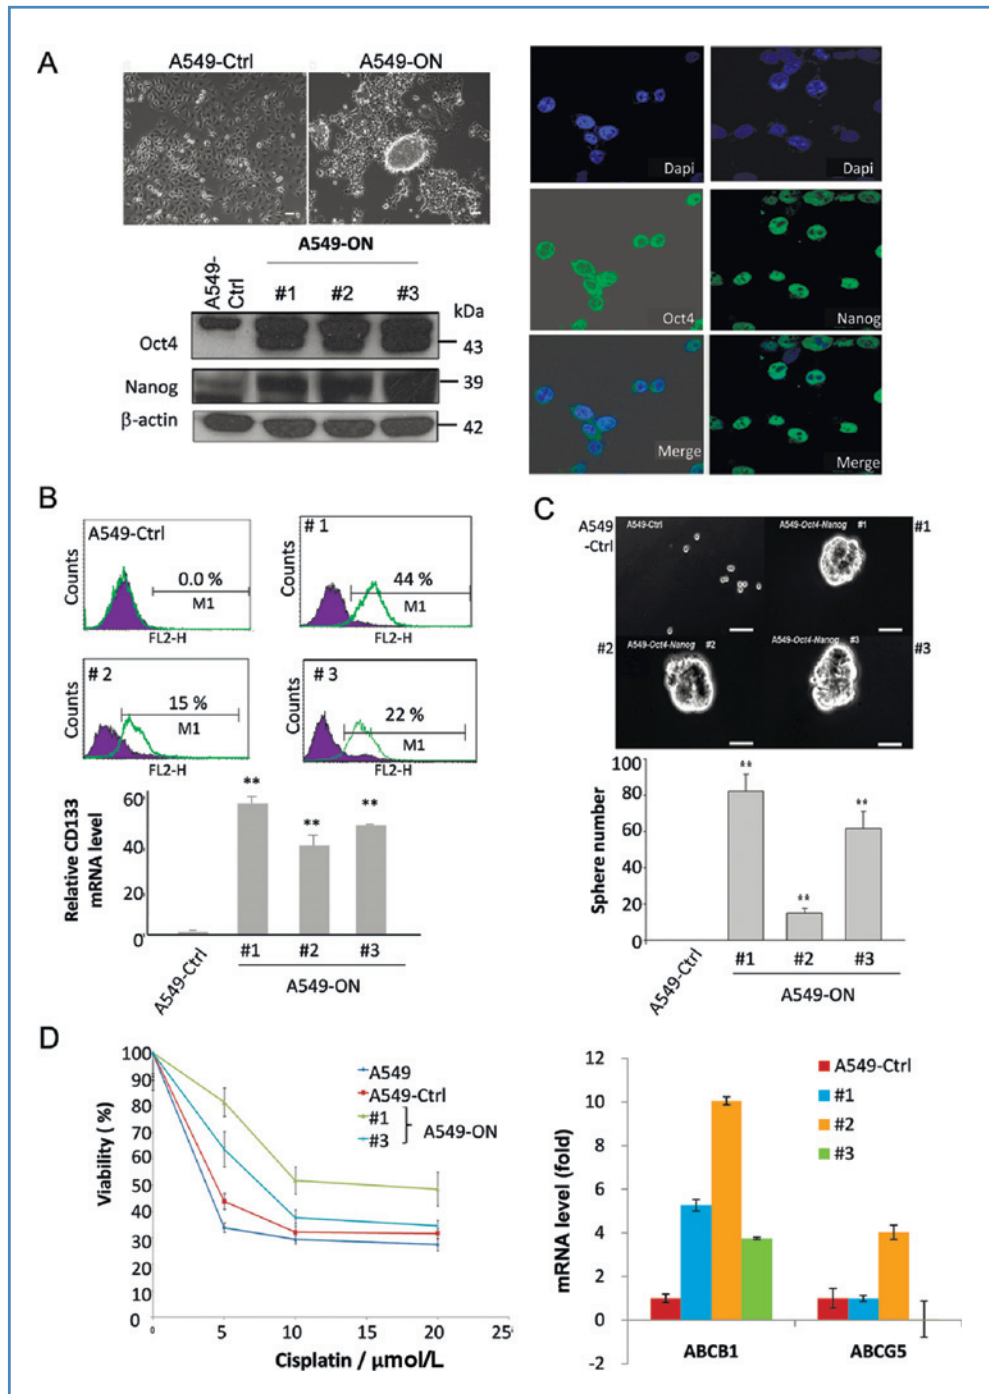 A
A549-Ctrl
A549-ON
A549-ON
A549-Ctrl
#1
#2
#3
kDa
Oct4
43
Nanog
39
β-actin
42
Dapi
Dapi
Oct4
Nanog
Merge
Merge
B
A549-Ctrl
Counts
0.0 %
M1
FL2-H
# 1
Counts
44 %
M1
FL2-H
# 2
Counts
15 %
M1
FL2-H
# 3
Counts
22 %
M1
FL2-H
Relative CD133
mRNA level
60
40
20
0
**
**
**
A549-Ctrl
#1
#2
#3
A549-ON
C
A549
-Ctrl
A549-Ctrl
A549-Oct4-Nanog #1
#1
#2
A549-Oct4-Nanog #2
A549-Oct4-Nanog #3
#3
Sphere number
100
80
60
40
20
0
**
**
**
A549-Ctrl
#1
#2
#3
A549-ON
D
Viability ( %)
100
90
80
70
60
50
40
30
20
10
0
0
5
10
15
20
25
Cisplatin / μmol/L
A549
A549-Ctrl
#1
#3
A549-ON
mRNA level (fold)
12
10
8
6
4
2
0
-2
ABCB1
ABCG5
A549-Ctrl
#1
#2
#3